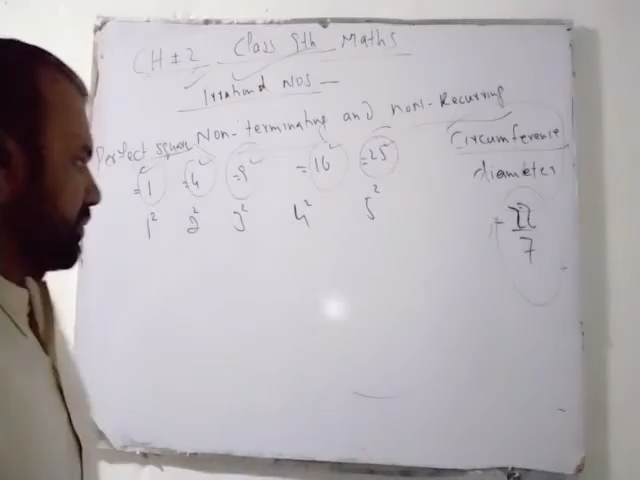 CH # 2 Class 9th Maths
Irrational NOS —
Non-terminating and non-Recurring
Perfect square
=1 =4 =9 =16 =25
1² 2² 3² 4² 5²
Circumference
diameter
22
7